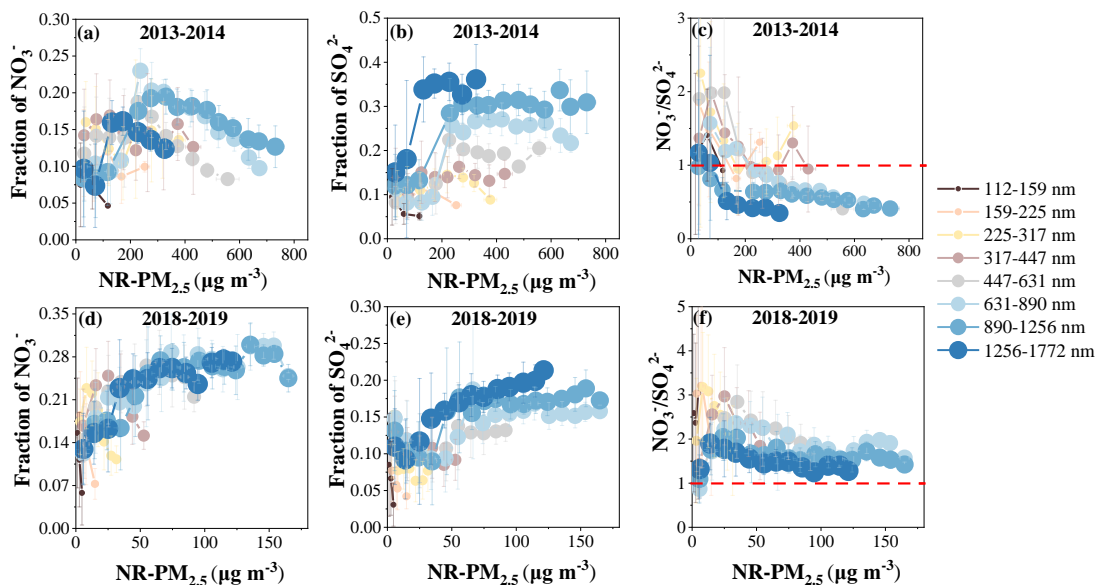 (a) 2013-2014
Fraction of NO₃⁻
0.30
0.25
0.20
0.15
0.10
0.05
0.00
0 200 400 600 800
NR-PM₂.₅ (μg m⁻³)
(b) 2013-2014
Fraction of SO₄²⁻
0.5
0.4
0.3
0.2
0.1
0.0
0 200 400 600 800
NR-PM₂.₅ (μg m⁻³)
(c) 2013-2014
NO₃⁻/SO₄²⁻
3
2
1
0
0 200 400 600 800
NR-PM₂.₅ (μg m⁻³)
112-159 nm
159-225 nm
225-317 nm
317-447 nm
447-631 nm
631-890 nm
890-1256 nm
1256-1772 nm
(d) 2018-2019
Fraction of NO₃⁻
0.35
0.28
0.21
0.14
0.07
0.00
0 50 100 150
NR-PM₂.₅ (μg m⁻³)
(e) 2018-2019
Fraction of SO₄²⁻
0.30
0.25
0.20
0.15
0.10
0.05
0.00
0 50 100 150
NR-PM₂.₅ (μg m⁻³)
(f) 2018-2019
NO₃⁻/SO₄²⁻
5
4
3
2
1
0
0 50 100 150
NR-PM₂.₅ (μg m⁻³)